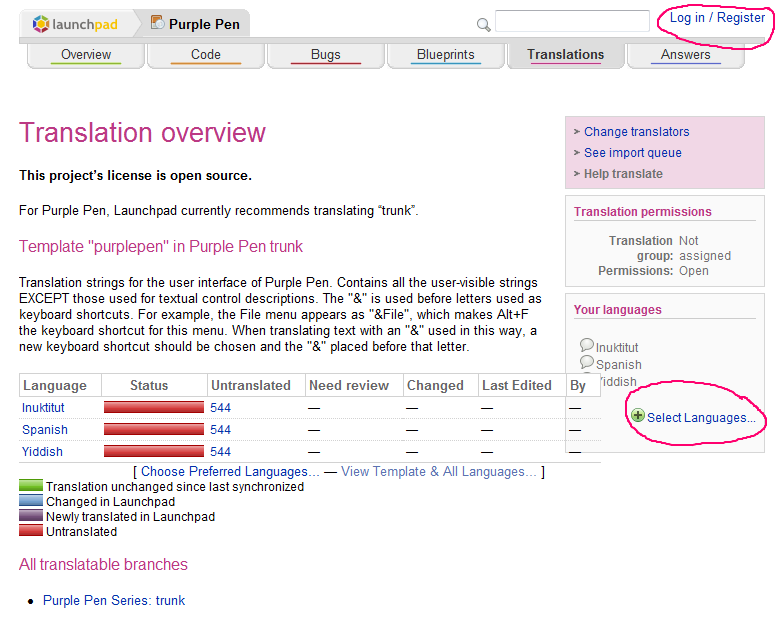 launchpad Purple Pen Log in / Register
Overview Code Bugs Blueprints Translations Answers
Translation overview
This project's license is open source.
For Purple Pen, Launchpad currently recommends translating “trunk”.
Template "purplepen" in Purple Pen trunk
Translation strings for the user interface of Purple Pen. Contains all the user-visible strings
EXCEPT those used for textual control descriptions. The "&" is used before letters used as
keyboard shortcuts. For example, the File menu appears as "&File", which makes Alt+F
the keyboard shortcut for this menu. When translating text with an "&" used in this way, a
new keyboard shortcut should be chosen and the "&" placed before that letter.
Language Status Untranslated Need review Changed Last Edited By
Inuktitut 544 — — — —
Spanish 544 — — — —
Yiddish 544 — — — —
[ Choose Preferred Languages... — View Template & All Languages... ]
Translation unchanged since last synchronized
Changed in Launchpad
Newly translated in Launchpad
Untranslated
All translatable branches
• Purple Pen Series: trunk
> Change translators
> See import queue
> Help translate
Translation permissions
Translation Not
group: assigned
Permissions: Open
Your languages
Inuktitut
Spanish
Yiddish
Select Languages...